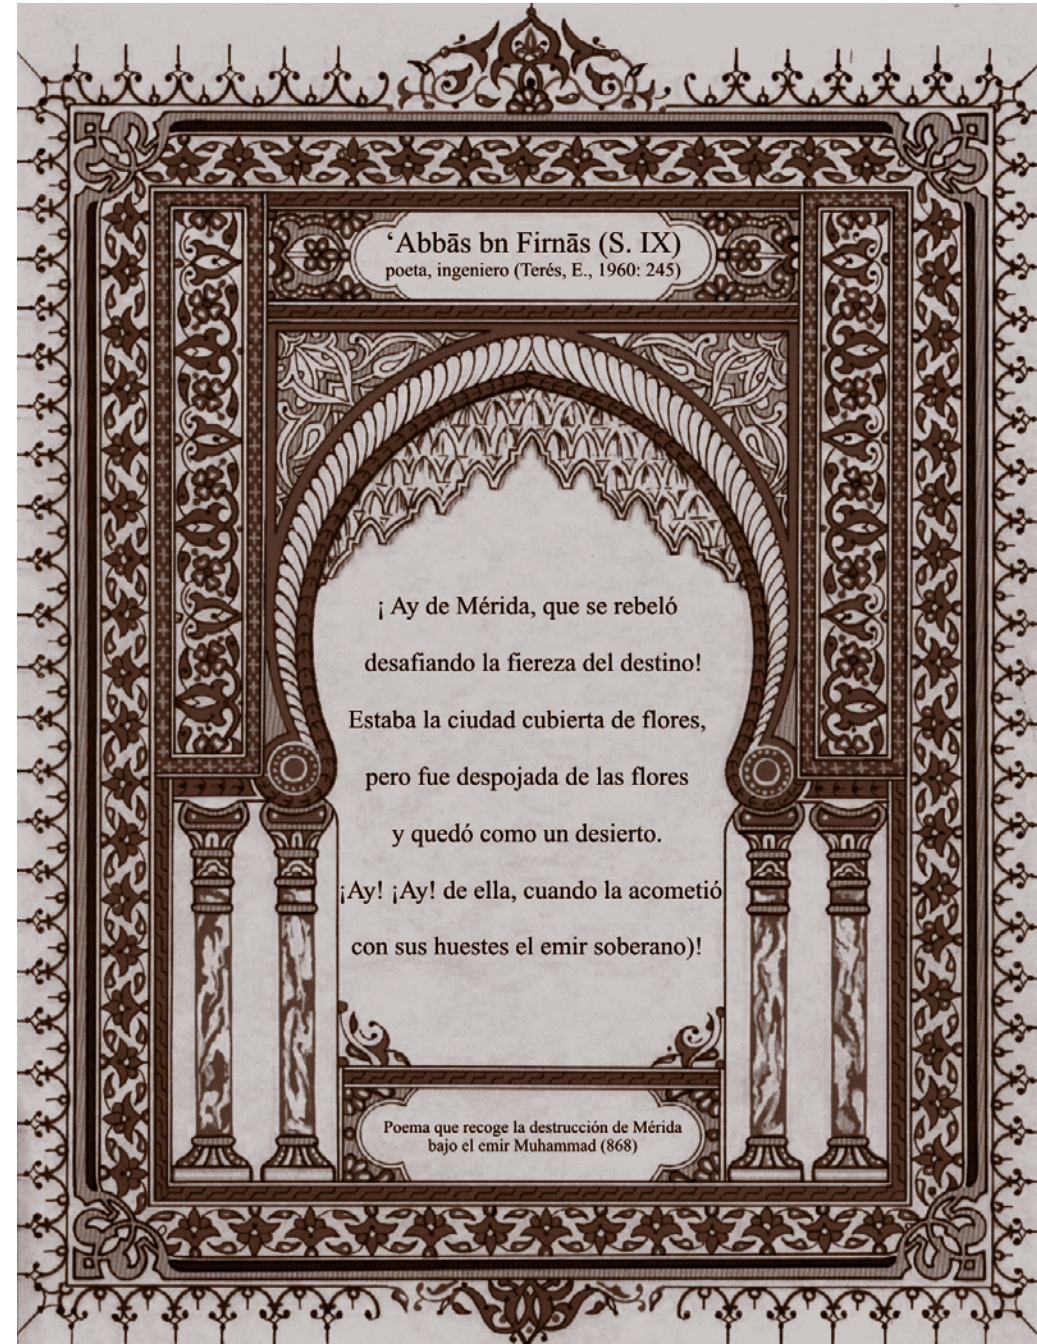 ‘Abbās bn Firnās (S. IX)
poeta, ingeniero (Terés, E., 1960: 245)
¡ Ay de Mérida, que se rebeló
desafiando la fiereza del destino!
Estaba la ciudad cubierta de flores,
pero fue despojada de las flores
y quedó como un desierto.
¡Ay! ¡Ay! de ella, cuando la acometió
con sus huestes el emir soberano)!
Poema que recoge la destrucción de Mérida
bajo el emir Muhammad (868)